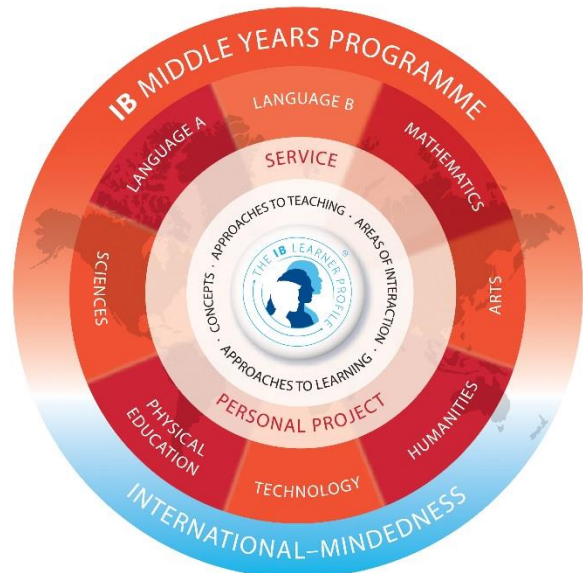 IB MIDDLE YEARS PROGRAMME
LANGUAGE A
LANGUAGE B
MATHEMATICS
SCIENCES
ARTS
PHYSICAL
EDUCATION
TECHNOLOGY
HUMANITIES
SERVICE
PERSONAL PROJECT
APPROACHES TO TEACHING · AREAS OF INTERACTION · APPROACHES TO LEARNING · CONCEPTS ·
THE IB LEARNER PROFILE ®
INTERNATIONAL–MINDEDNESS